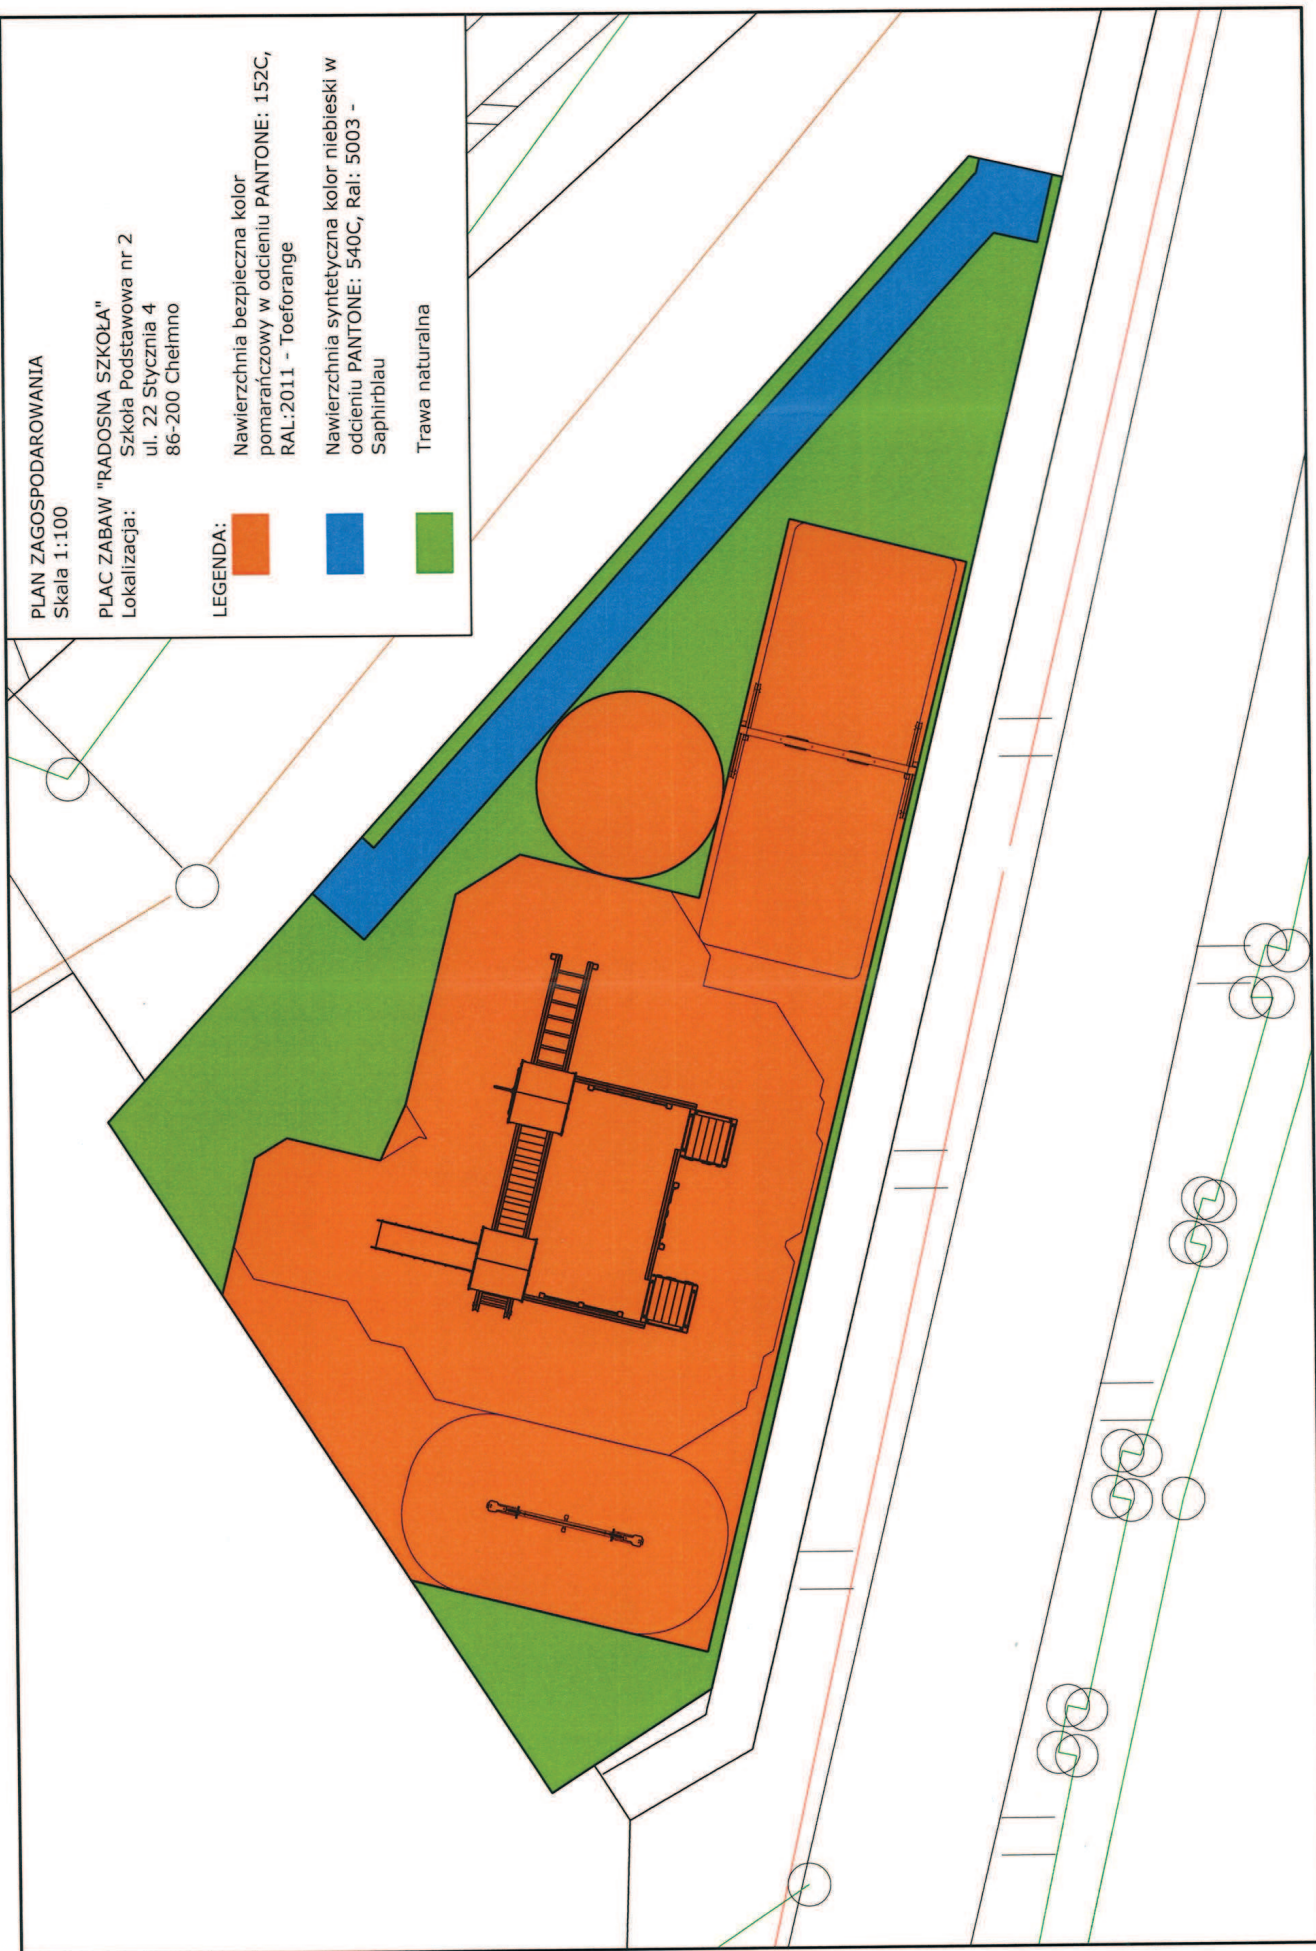 PLAN ZAGOSPODAROWANIA
Skala 1:100
PLAC ZABAW "RADOSNA SZKOŁA"
Lokalizacja: Szkoła Podstawowa nr 2
ul. 22 Stycznia 4
86-200 Chełmno
LEGENDA:
Nawierzchnia bezpieczna kolor
pomarańczowy w odcieniu PANTONE: 152C,
RAL:2011 - Toeforange
Nawierzchnia syntetyczna kolor niebieski w
odcieniu PANTONE: 540C, Ral: 5003 -
Saphirblau
Trawa naturalna